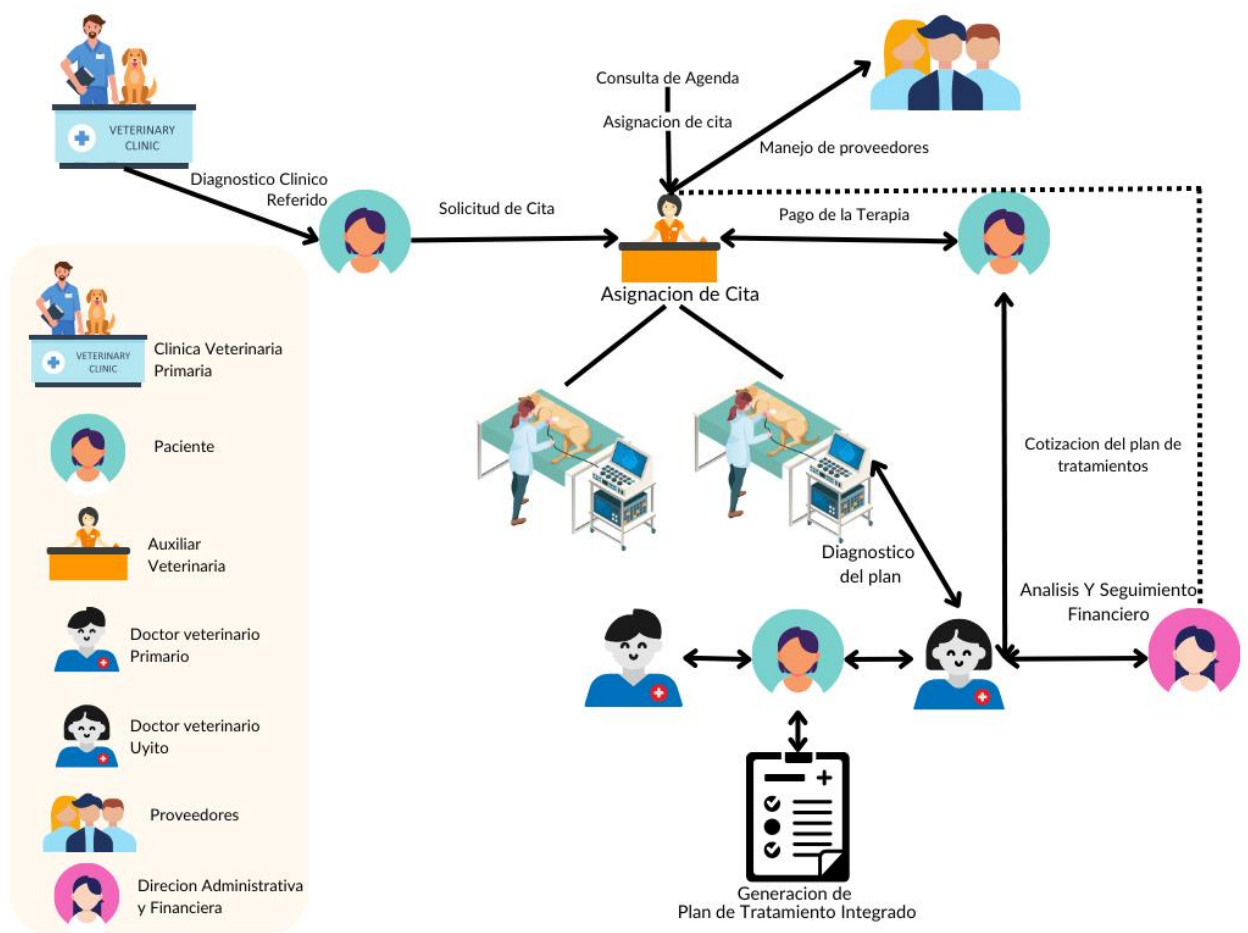 VETERINARY
CLINIC
Consulta de Agenda
Asignacion de cita
Manejo de proveedores
Diagnostico Clinico
Referido
Solicitud de Cita
Pago de la Terapia
Asignacion de Cita
VETERINARY
CLINIC
Clinica Veterinaria
Primaria
Paciente
Auxiliar
Veterinaria
Doctor veterinario
Primario
Doctor veterinario
Uyito
Proveedores
Direcion Administrativa
y Financiera
Cotizacion del plan de
tratamientos
Diagnostico
del plan
Analisis Y Seguimiento
Financiero
Generacion de
Plan de Tratamiento Integrado